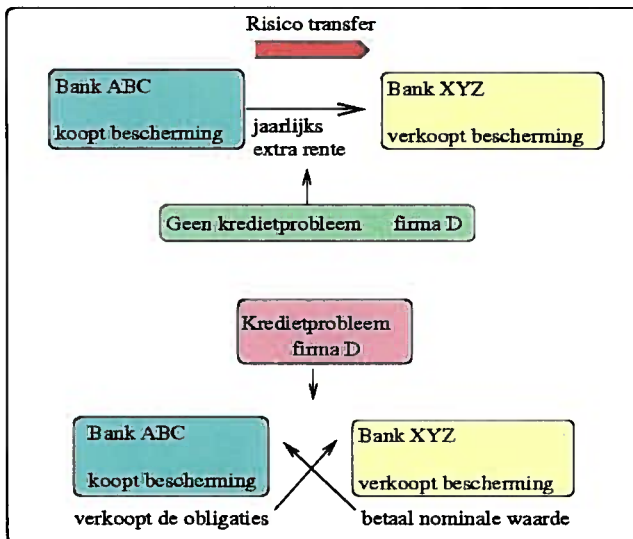 Risico transfer
Bank ABC
koopt bescherming
jaarlijks
extra rente
Bank XYZ
verkoopt bescherming
Geen kredietprobleem firma D
Kredietprobleem
firma D
Bank ABC
koopt bescherming
Bank XYZ
verkoopt bescherming
verkoopt de obligaties
betaal nominale waarde